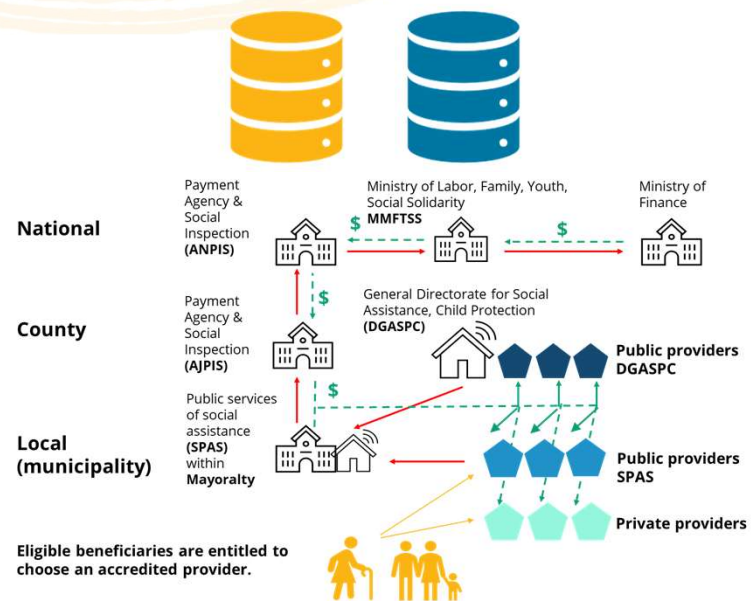 Payment
Agency &
Social
Inspection
(ANPIS)
Ministry of Labor, Family, Youth,
Social Solidarity
MMFTSS
Ministry of
Finance
National
$
$
$
County
Payment
Agency &
Social
Inspection
(AJPIS)
General Directorate for Social
Assistance, Child Protection
(DGASPC)
Public providers
DGASPC
$
Local
(municipality)
Public services
of social
assistance
(SPAS)
within
Mayoralty
Public providers
SPAS
Private providers
Eligible beneficiaries are entitled to
choose an accredited provider.